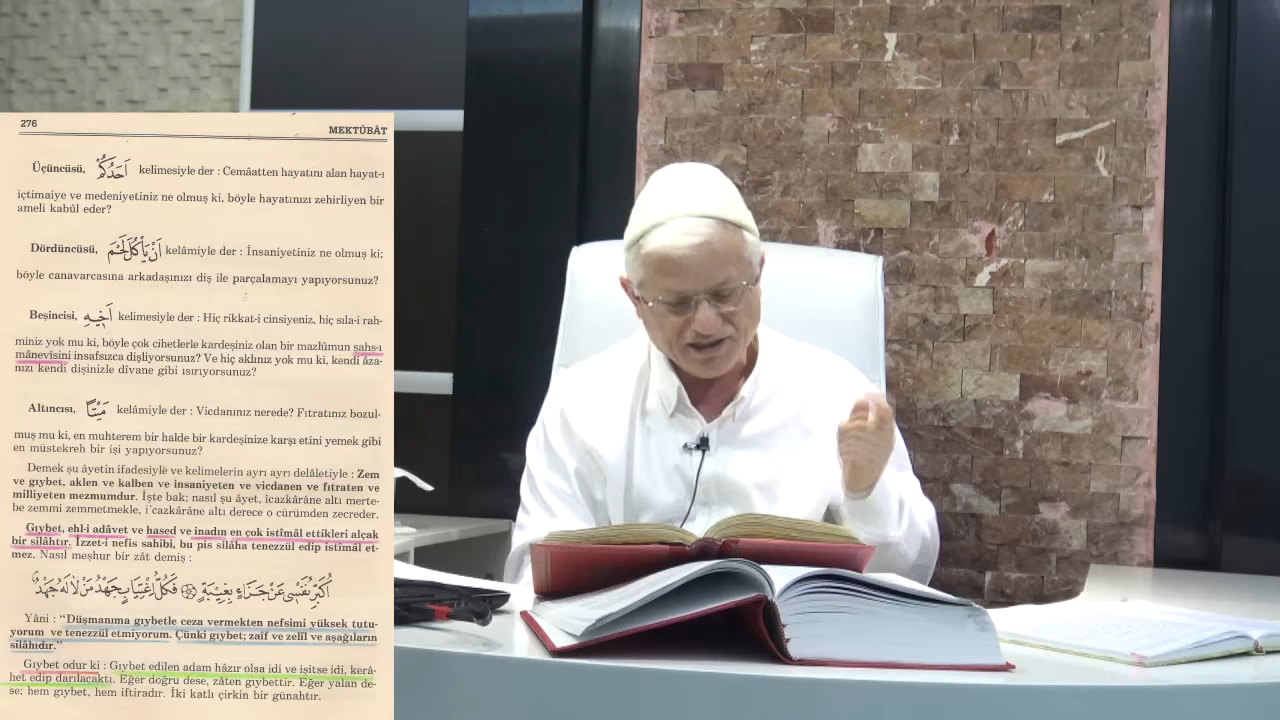 276
MEKTÛBÂT
Üçüncüsü, اَحَدُكُمْ kelimesiyle der : Cemâatten hayatını alan hayat-ı
içtimaiye ve medeniyetiniz ne olmuş ki, böyle hayatınızı zehirliyen bir
ameli kabûl eder?
Dördüncüsü, اَنْ يَاْكُلَ لَحْمَ kelâmiyle der : İnsaniyetiniz ne olmuş ki;
böyle canavarcasına arkadaşınızı diş ile parçalamayı yapıyorsunuz?
Beşincisi, اَخِيهِ kelimesiyle der : Hiç rikkat-i cinsiyeniz, hiç sıla-i rah-
miniz yok mu ki, böyle çok cihetlerle kardeşiniz olan bir mazlûmun şahs-ı
mânevîsini insafsızca dişliyorsunuz? Ve hiç aklınız yok mu ki, kendi âza-
nızı kendi dişinizle dîvane gibi ısırıyorsunuz?
Altıncısı, مَيْتًا kelâmiyle der : Vicdanınız nerede? Fıtratınız bozul-
muş mu ki, en muhterem bir halde bir kardeşinize karşı etini yemek gibi
en müstekreh bir işi yapıyorsunuz?
Demek şu âyetin ifadesiyle ve kelimelerin ayrı ayrı delâletiyle : Zem
ve gıybet, aklen ve kalben ve insaniyeten ve vicdanen ve fıtraten ve
milliyeten mezmumdur. İşte bak; nasıl şu âyet, îcazkârane altı merte-
be zemmi zemmetmekle, i'cazkârâne altı derece o cürümden zecreder.
Gıybet, ehl-i adâvet ve hased ve inadın en çok istîmâl ettikleri alçak
bir silâhtır. İzzet-i nefis sahibi, bu pis silâha tenezzül edip istimâl et-
mez. Nasıl meşhur bir zât demiş :
اُكَبِّرُ نَفْسِى عَنْ جَزَاءٍ بِغِيْبَةٍ ۞ فَكُلُّ اغْتِيَابٍ جَهْدُ مَنْ لَا لَهُ جَهْدٌ
Yâni : "Düşmanıma gıybetle ceza vermekten nefsimi yüksek tutu-
yorum ve tenezzül etmiyorum. Çünki gıybet; zaif ve zelîl ve aşağıların
silâhıdır."
Gıybet odur ki : Gıybet edilen adam hâzır olsa idi ve işitse idi, kerâ-
het edip darılacaktı. Eğer doğru dese, zâten gıybettir. Eğer yalan de-
se; hem gıybet, hem iftiradır. İki katlı çirkin bir günahtır.